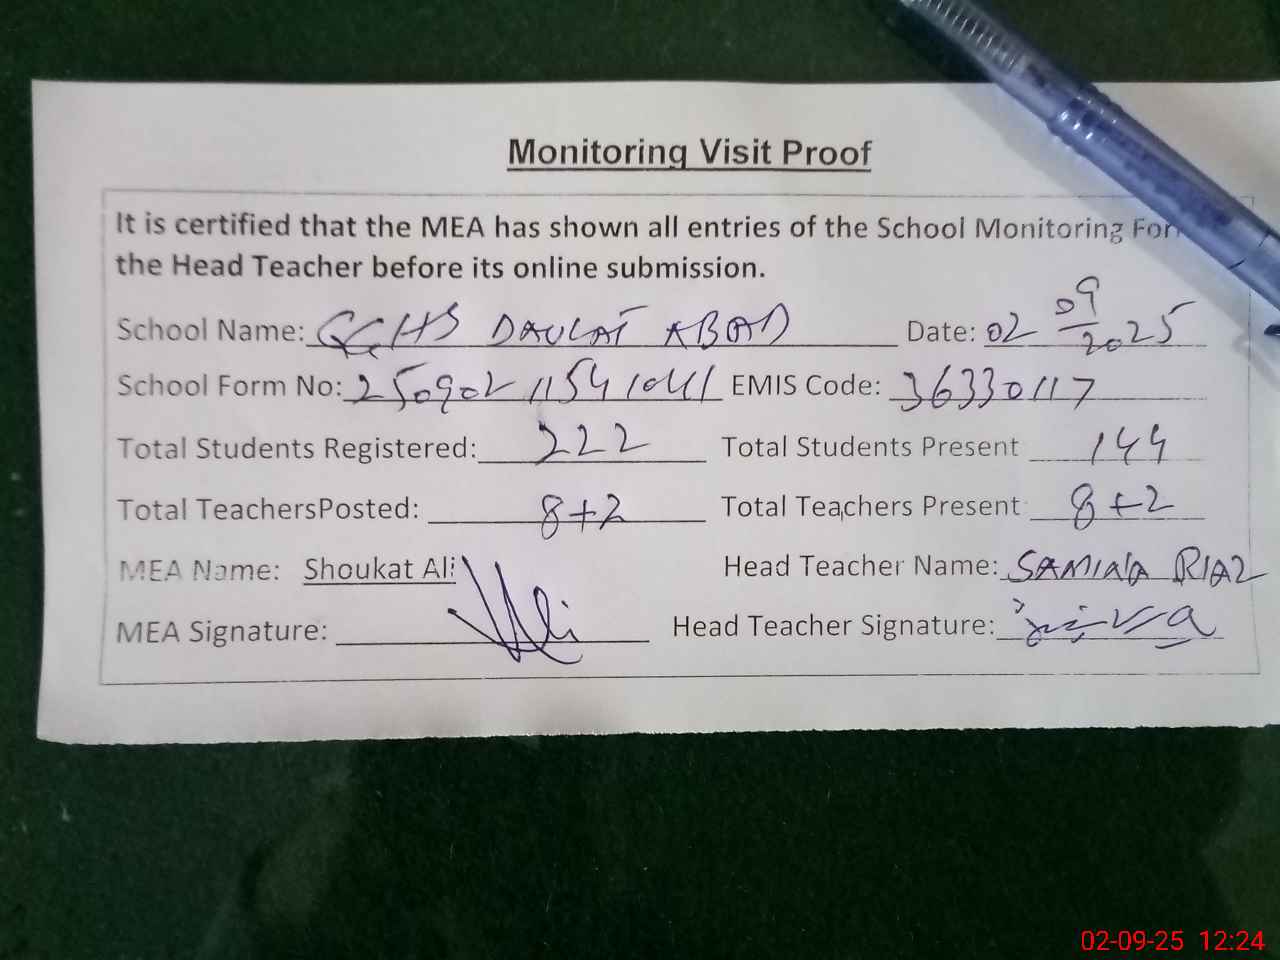 Monitoring Visit Proof
It is certified that the MEA has shown all entries of the School Monitoring For
the Head Teacher before its online submission.
School Name: GGHS DAULAT ABAD Date: 02/09/2025
School Form No: 250902 11541041 EMIS Code: 36330117
Total Students Registered: 222 Total Students Present 144
Total TeachersPosted: 8+2 Total Teachers Present 8+2
MEA Name: Shoukat Ali Head Teacher Name: RIAZ
MEA Signature: Head Teacher Signature:
02-09-25 12:24